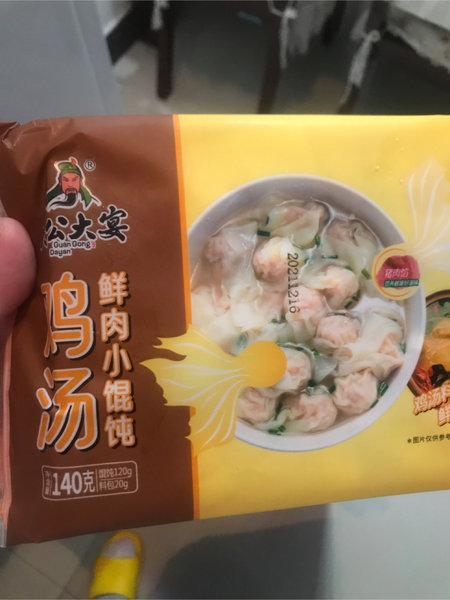 ®
公大宴
Guan Gong
Dayan
鸡汤
鲜肉小馄饨
140克
馄饨120g
料包20g
20211216
猪肉馅
鸡汤
鲜
*图片仅供参考